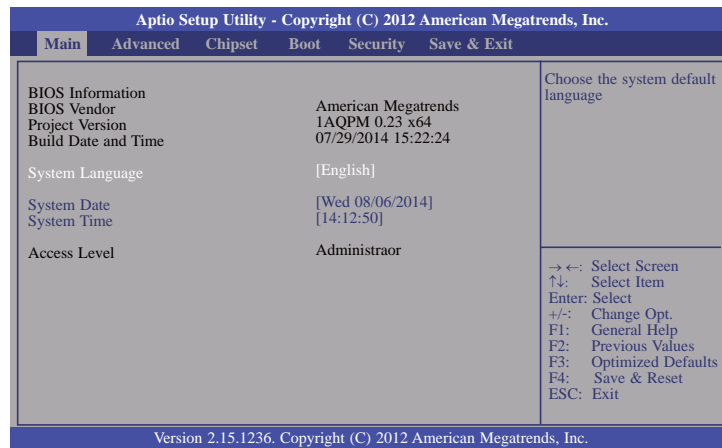 Aptio Setup Utility - Copyright (C) 2012 American Megatrends, Inc.
Main Advanced Chipset Boot Security Save & Exit
BIOS Information
BIOS Vendor American Megatrends
Project Version 1AQPM 0.23 x64
Build Date and Time 07/29/2014 15:22:24
System Language [English]
System Date [Wed 08/06/2014]
System Time [14:12:50]
Access Level Administraor
Choose the system default
language
→←: Select Screen
↑↓: Select Item
Enter: Select
+/-: Change Opt.
F1: General Help
F2: Previous Values
F3: Optimized Defaults
F4: Save & Reset
ESC: Exit
Version 2.15.1236. Copyright (C) 2012 American Megatrends, Inc.